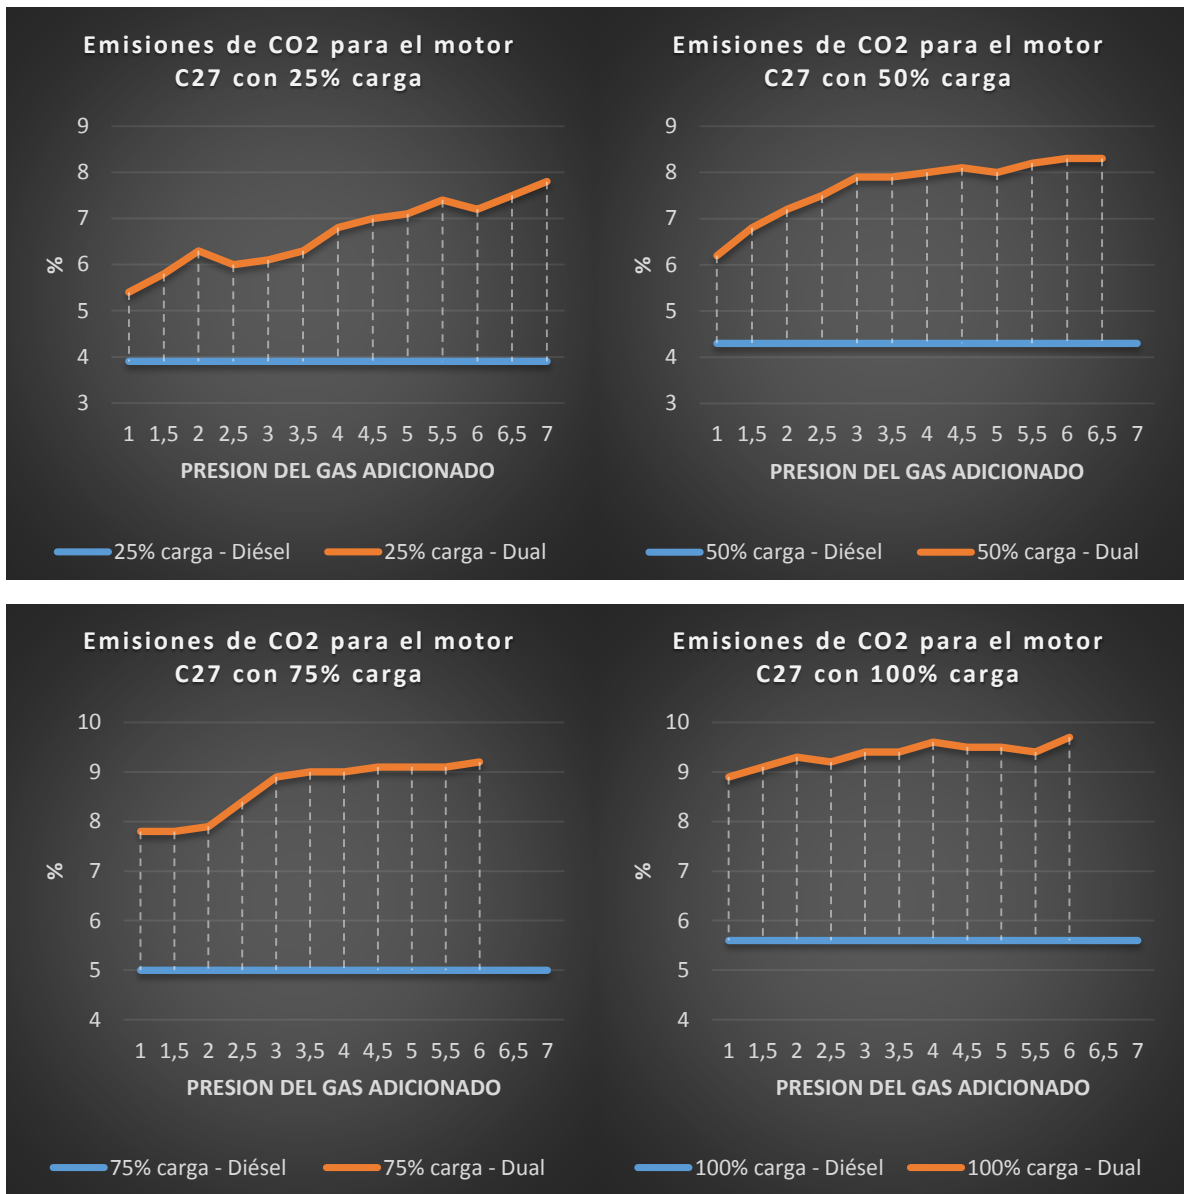 Emisiones de CO2 para el motor
C27 con 25% carga
9
8
7
6
5
4
3
%
1 1,5 2 2,5 3 3,5 4 4,5 5 5,5 6 6,5 7
PRESION DEL GAS ADICIONADO
25% carga - Diésel 25% carga - Dual
Emisiones de CO2 para el motor
C27 con 50% carga
9
8
7
6
5
4
3
%
1 1,5 2 2,5 3 3,5 4 4,5 5 5,5 6 6,5 7
PRESION DEL GAS ADICIONADO
50% carga - Diésel 50% carga - Dual
Emisiones de CO2 para el motor
C27 con 75% carga
10
9
8
7
6
5
4
%
1 1,5 2 2,5 3 3,5 4 4,5 5 5,5 6 6,5 7
PRESION DEL GAS ADICIONADO
75% carga - Diésel 75% carga - Dual
Emisiones de CO2 para el motor
C27 con 100% carga
10
9
8
7
6
5
4
%
1 1,5 2 2,5 3 3,5 4 4,5 5 5,5 6 6,5 7
PRESION DEL GAS ADICIONADO
100% carga - Diésel 100% carga - Dual